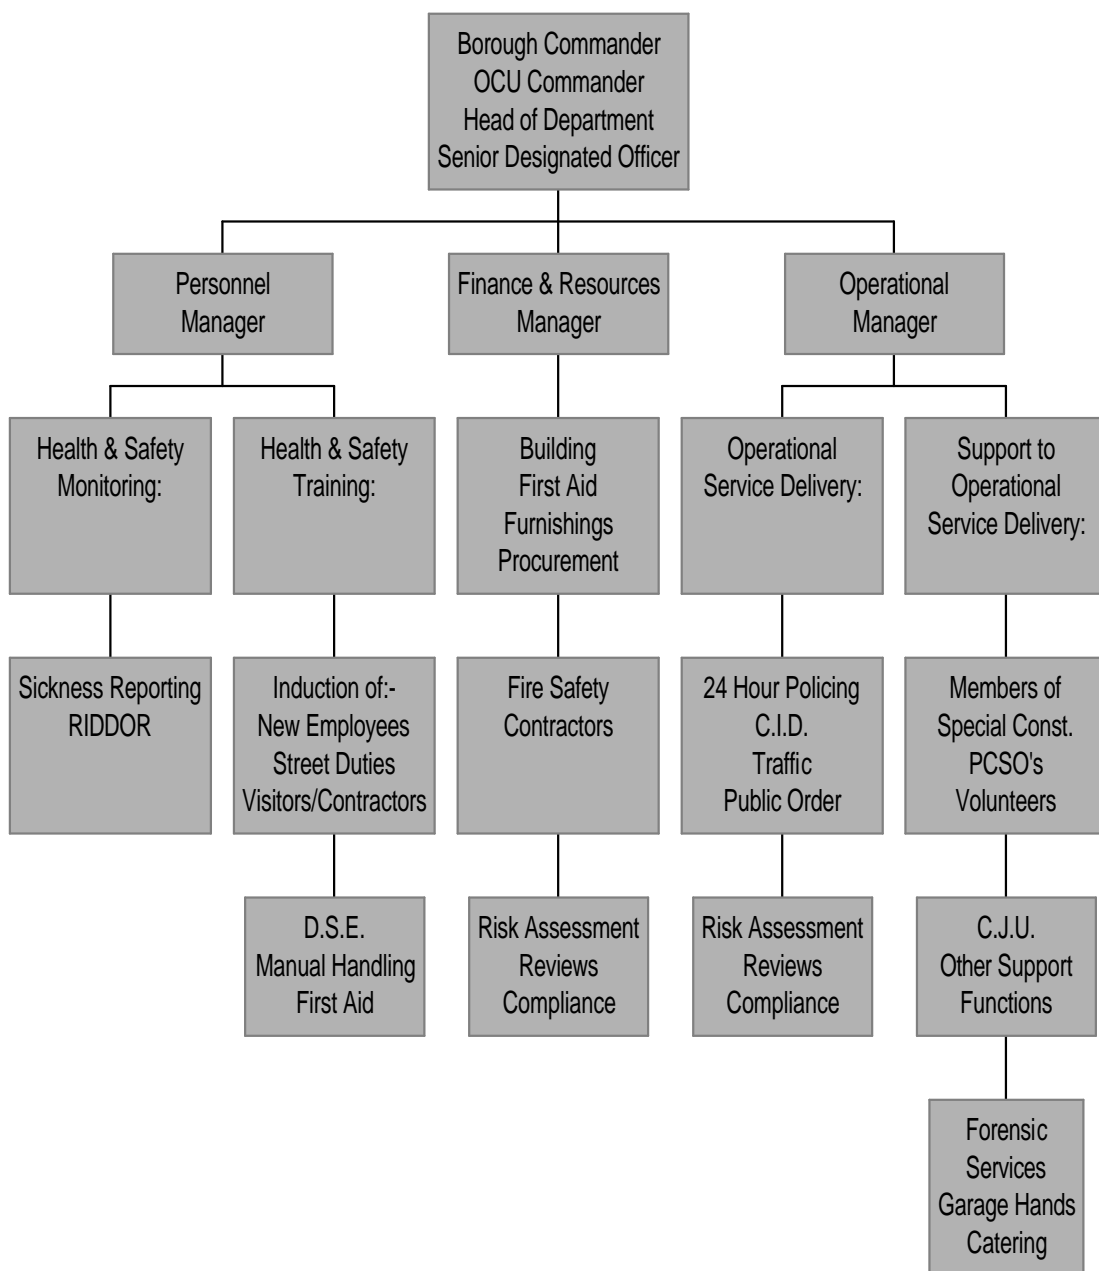 Borough Commander
OCU Commander
Head of Department
Senior Designated Officer
Personnel
Manager
Finance & Resources
Manager
Operational
Manager
Health & Safety
Monitoring:
Health & Safety
Training:
Building
First Aid
Furnishings
Procurement
Operational
Service Delivery:
Support to
Operational
Service Delivery:
Sickness Reporting
RIDDOR
Induction of:-
New Employees
Street Duties
Visitors/Contractors
Fire Safety
Contractors
24 Hour Policing
C.I.D.
Traffic
Public Order
Members of
Special Const.
PCSO's
Volunteers
D.S.E.
Manual Handling
First Aid
Risk Assessment
Reviews
Compliance
Risk Assessment
Reviews
Compliance
C.J.U.
Other Support
Functions
Forensic
Services
Garage Hands
Catering